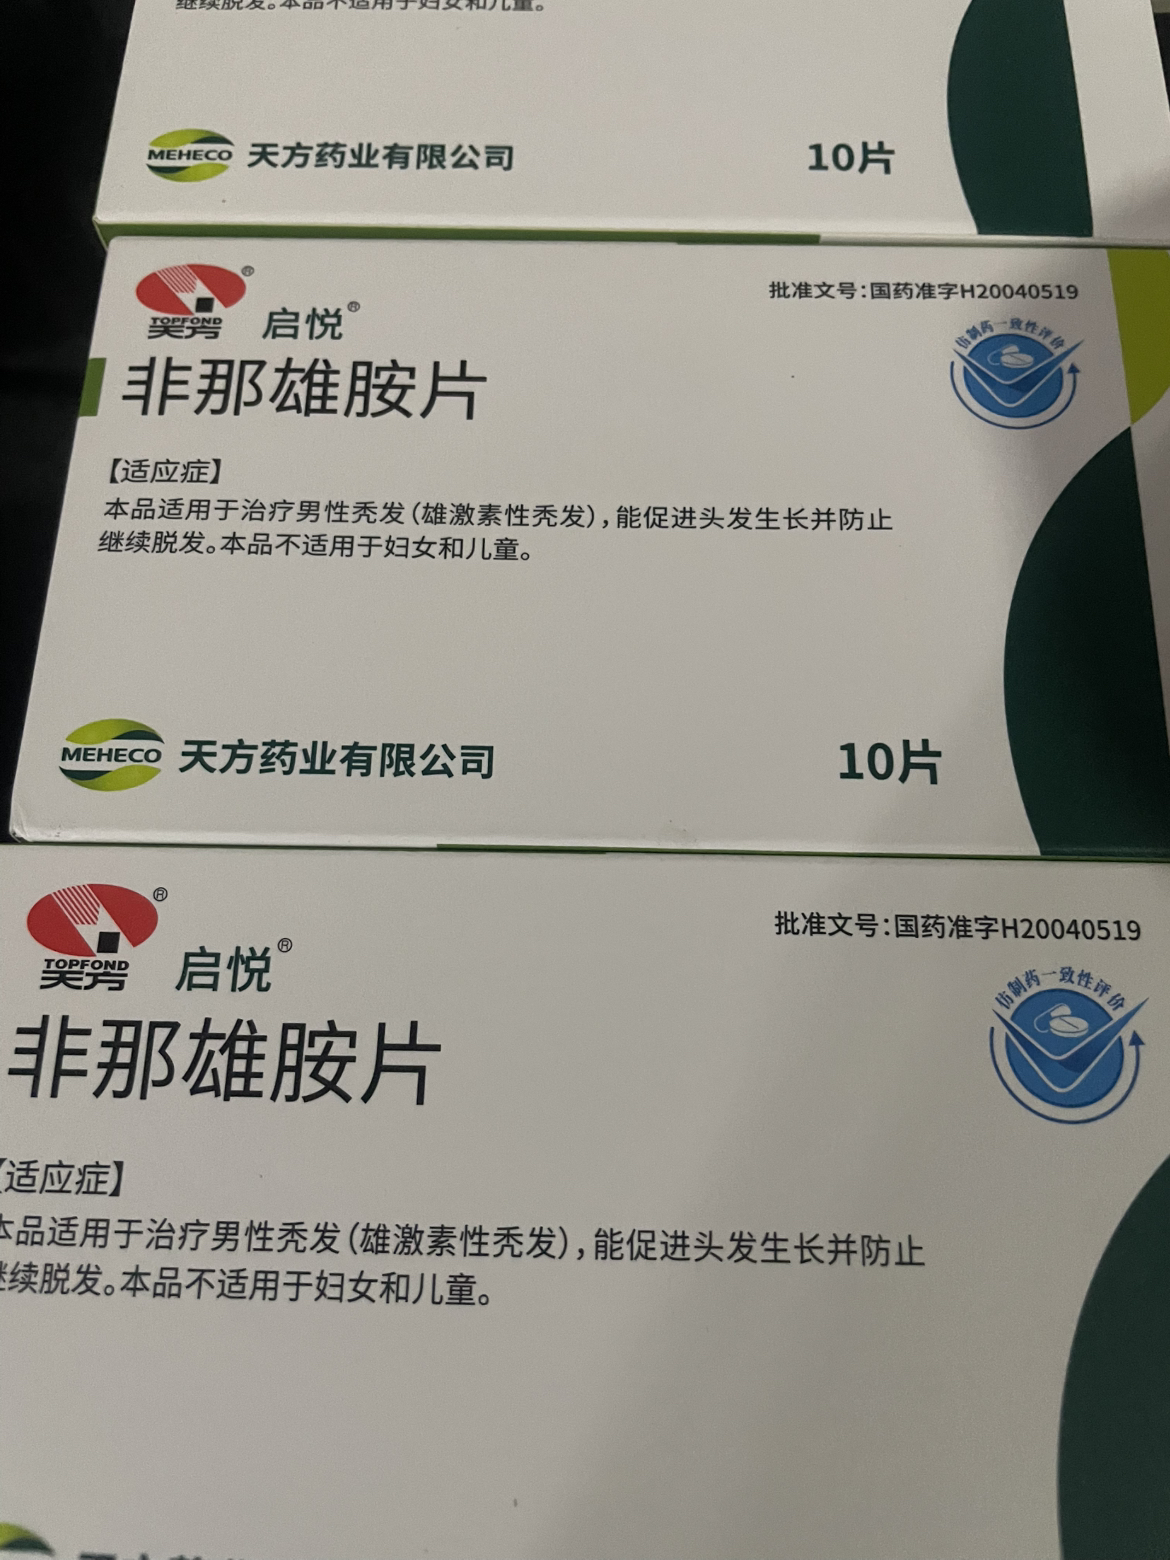 继续脱发。本品不适用于妇女和儿童。
MEHECO 天方药业有限公司 10片
批准文号:国药准字H20040519
TOPFOND
天方 ® 启悦®
仿制药一致性评价
非那雄胺片
【适应症】
本品适用于治疗男性秃发(雄激素性秃发),能促进头发生长并防止
继续脱发。本品不适用于妇女和儿童。
MEHECO 天方药业有限公司 10片
批准文号:国药准字H20040519
TOPFOND
天方 ® 启悦®
仿制药一致性评价
非那雄胺片
【适应症】
本品适用于治疗男性秃发(雄激素性秃发),能促进头发生长并防止
继续脱发。本品不适用于妇女和儿童。